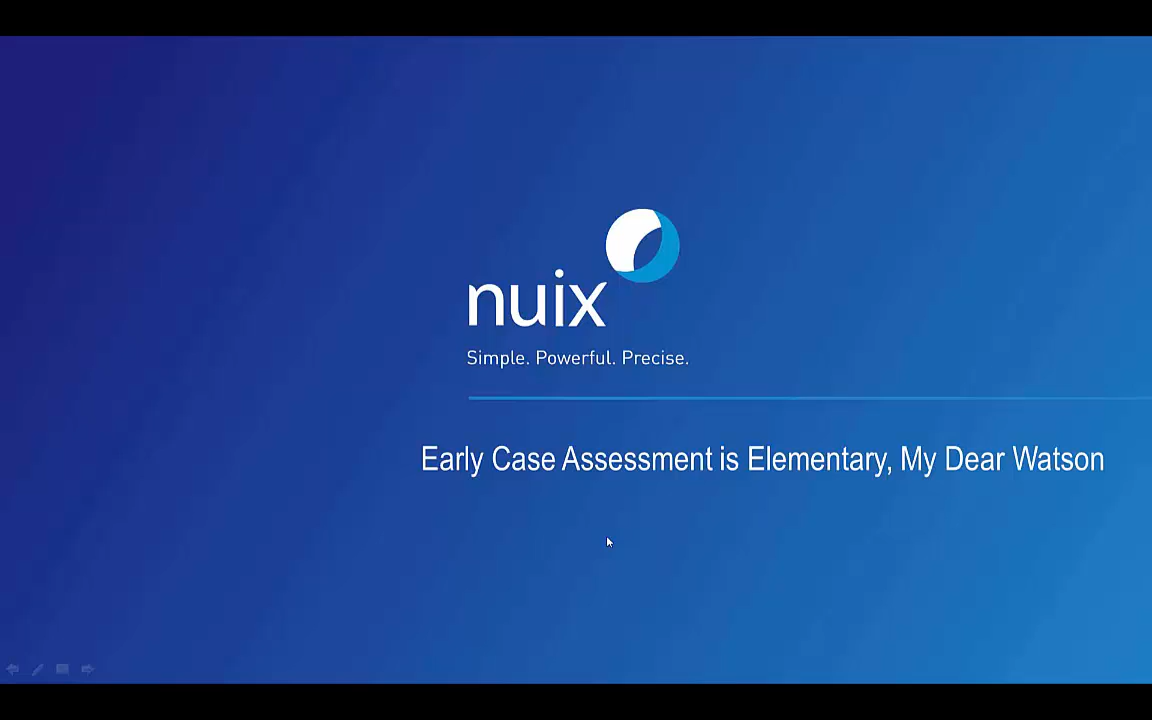 nuix
Simple. Powerful. Precise.
Early Case Assessment is Elementary, My Dear Watson